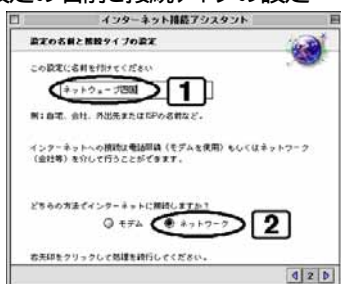 設定の名前と接続タイプの設定
インターネット接続アシスタント
設定の名前と接続タイプの設定
この設定に名前を付けてください
ネットウェーブ四国
1
例：自宅、会社、外出先またはISPの名前など。
インターネットへの接続は電話回線（モデムを使用）もしくはネットワーク
（会社等）を介して行うことができます。
どちらの方法でインターネットに接続しますか？
モデム ネットワーク 2
右矢印をクリックして処理を続行してください。
2